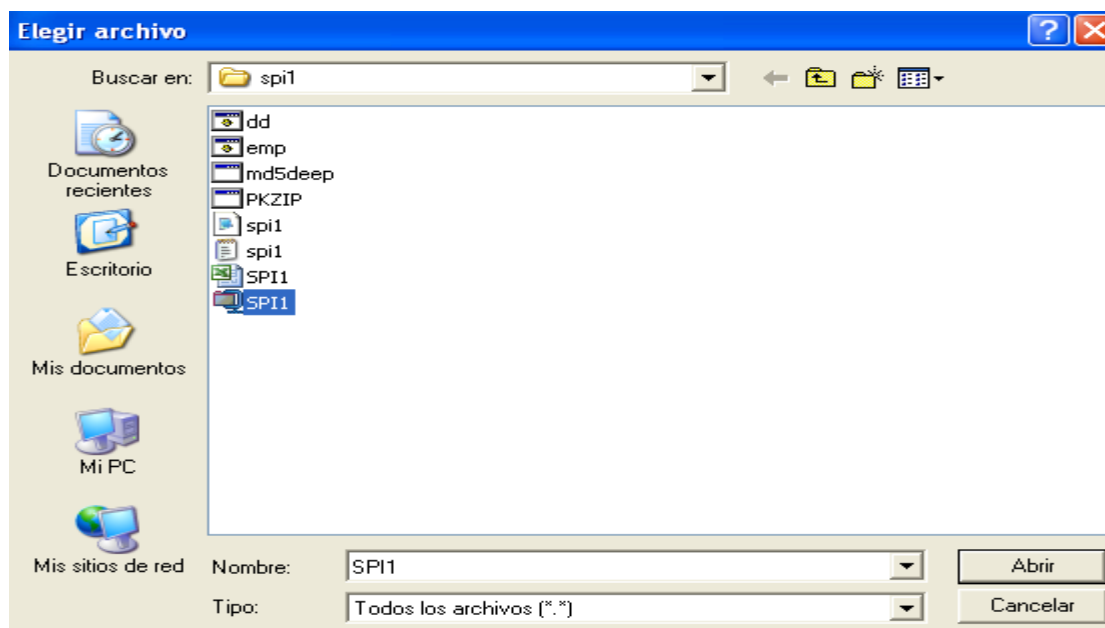 Elegir archivo
Buscar en: spi1
Documentos
recientes
Escritorio
Mis documentos
Mi PC
Mis sitios de red
dd
emp
md5deep
PKZIP
spi1
spi1
SPI1
SPI1
Nombre: SPI1
Abrir
Tipo: Todos los archivos (*.*)
Cancelar